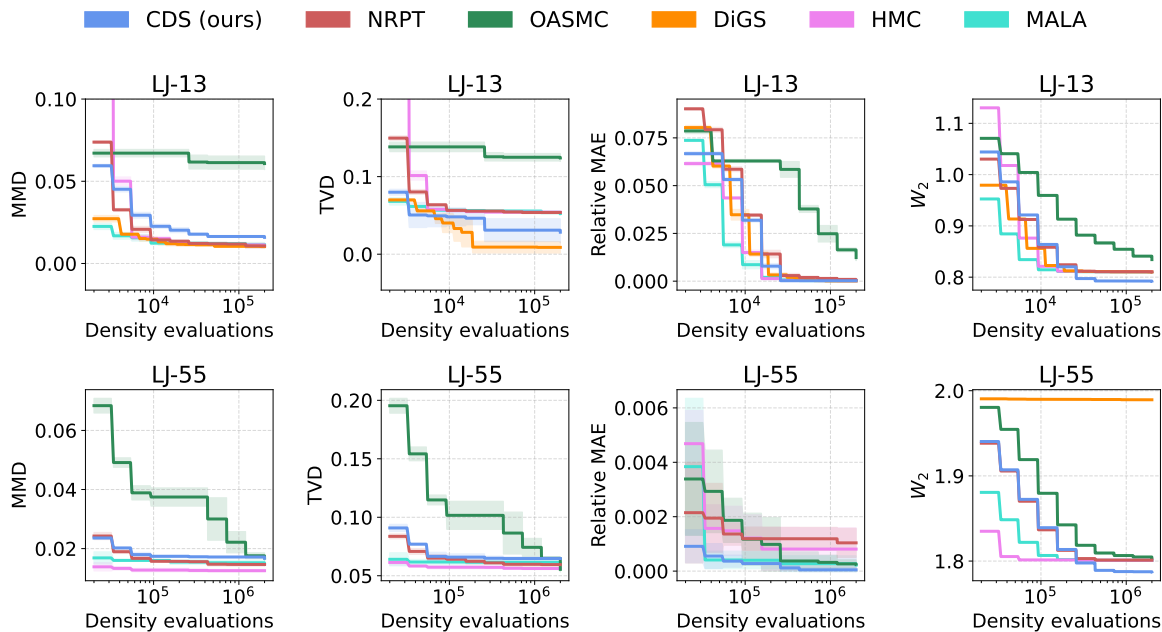 CDS (ours) NRPT OASMC DiGS HMC MALA
LJ-13 LJ-13 LJ-13 LJ-13
MMD
0.10
0.05
0.00
10^4 10^5
Density evaluations
TVD
0.2
0.1
0.0
10^4 10^5
Density evaluations
Relative MAE
0.075
0.050
0.025
0.000
10^4 10^5
Density evaluations
W_2
1.1
1.0
0.9
0.8
10^4 10^5
Density evaluations
LJ-55 LJ-55 LJ-55 LJ-55
MMD
0.06
0.04
0.02
10^5 10^6
Density evaluations
TVD
0.20
0.15
0.10
0.05
10^5 10^6
Density evaluations
Relative MAE
0.006
0.004
0.002
0.000
10^5 10^6
Density evaluations
W_2
2.0
1.9
1.8
10^5 10^6
Density evaluations